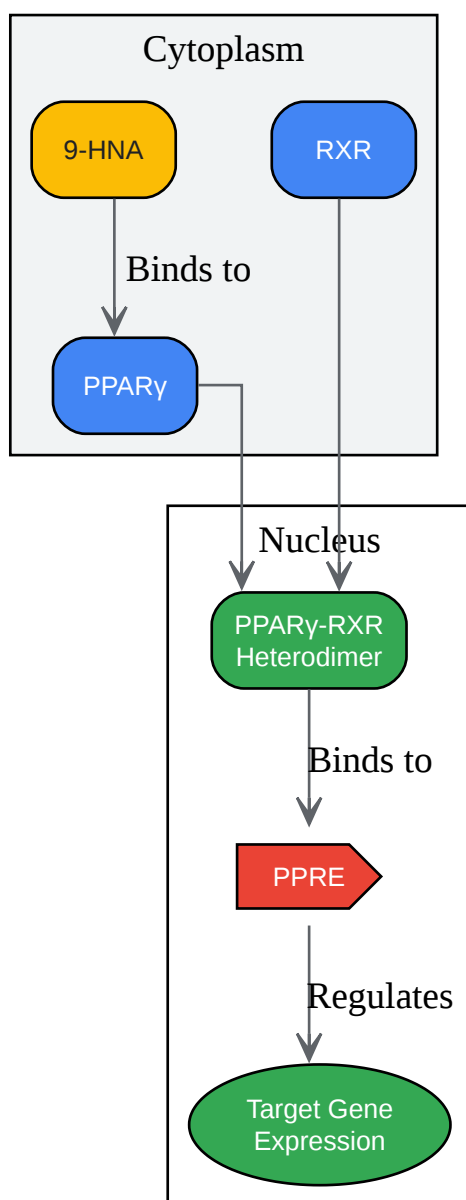 Cytoplasm
9-HNA
RXR
Binds to
PPARγ
Nucleus
PPARγ-RXR
Heterodimer
Binds to
PPRE
Regulates
Target Gene
Expression